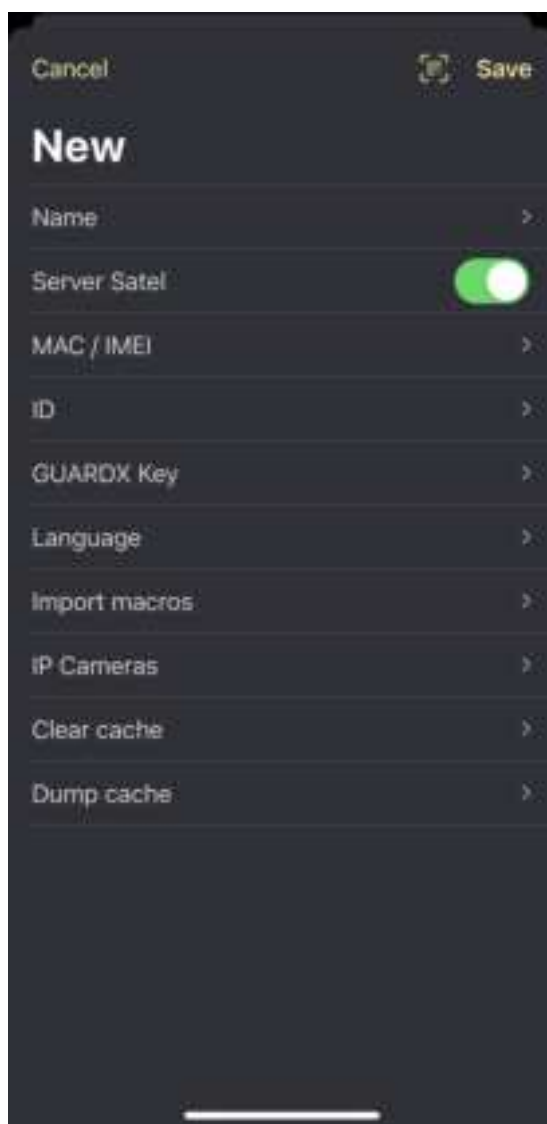 Cancel Save
New
Name
Server Satel
MAC / IMEI
ID
GUARDX Key
Language
Import macros
IP Cameras
Clear cache
Dump cache